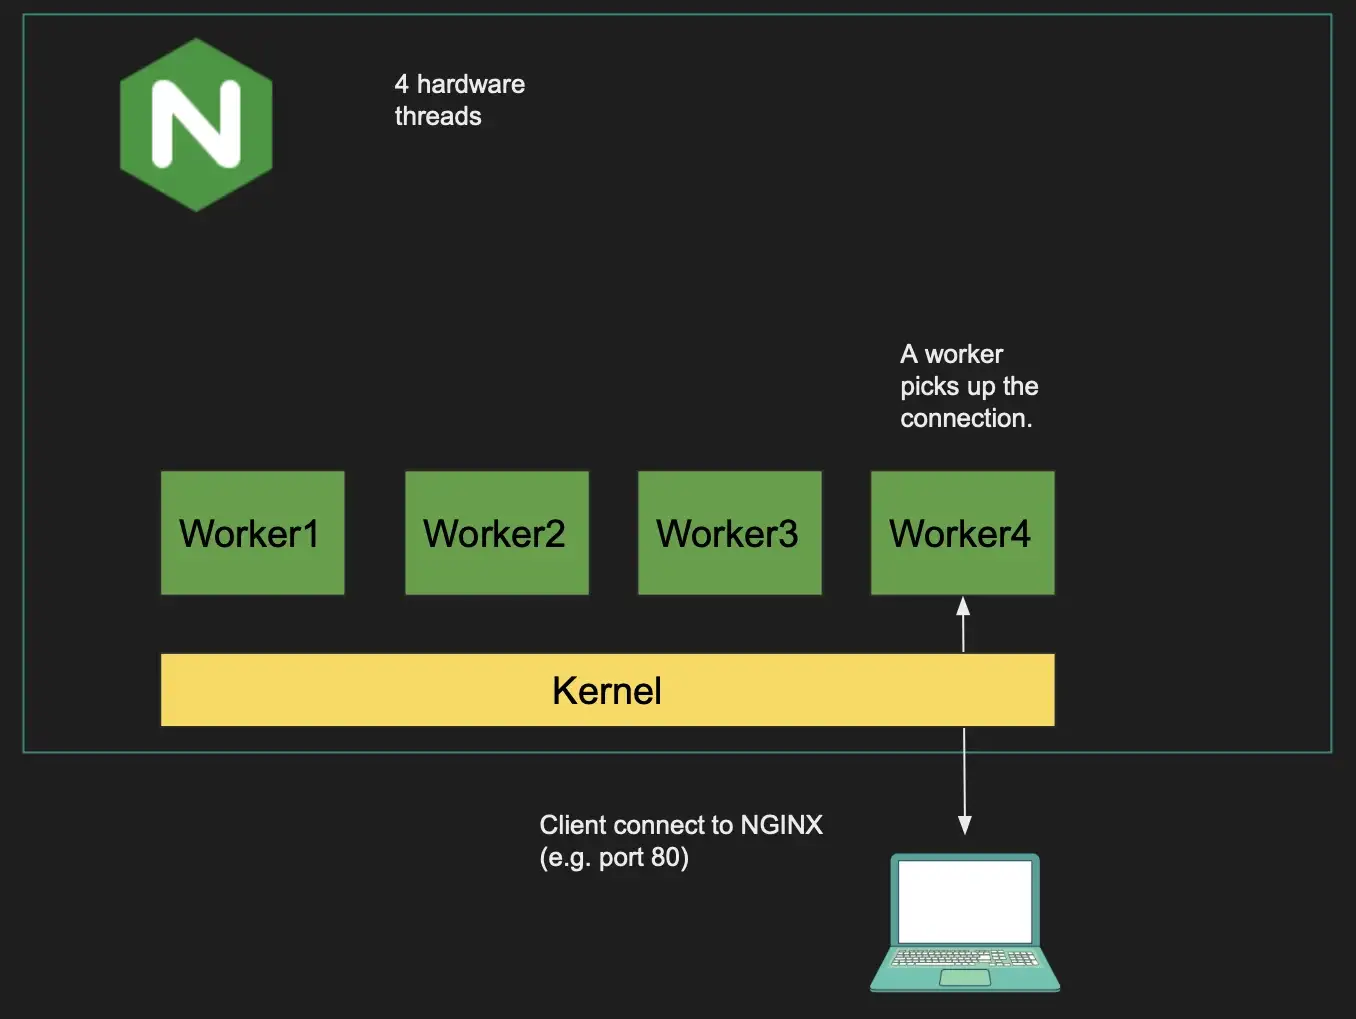 N
4 hardware
threads
A worker
picks up the
connection.
Worker1
Worker2
Worker3
Worker4
Kernel
Client connect to NGINX
(e.g. port 80)